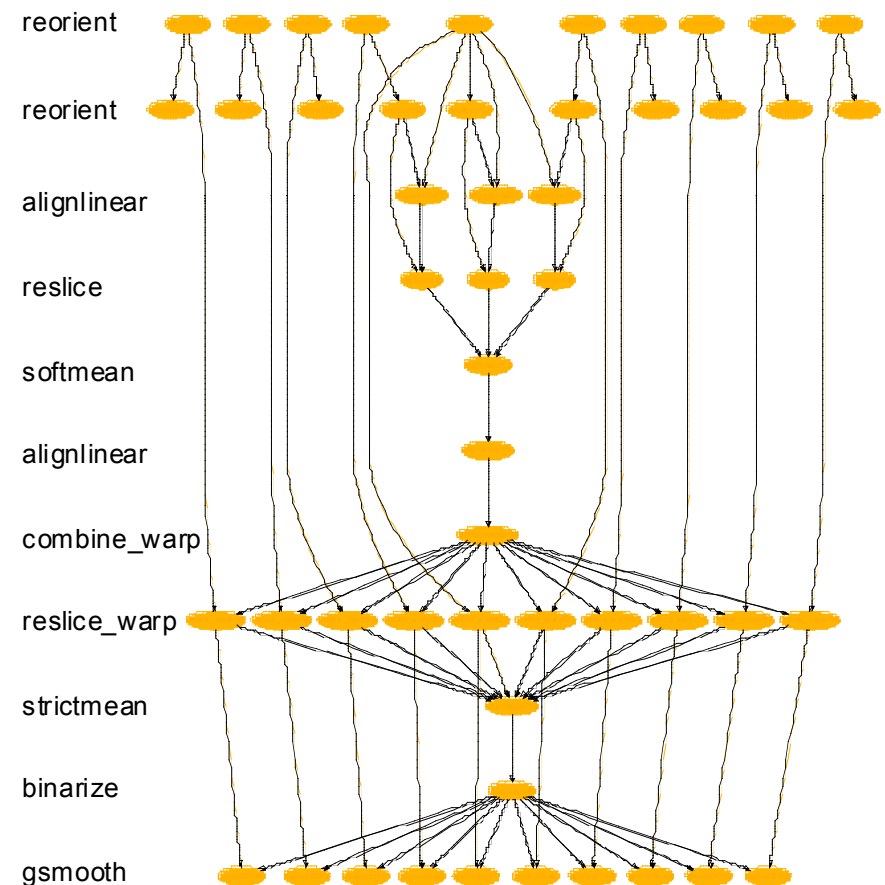 reorient
reorient
alignlinear
reslice
softmean
alignlinear
combine_warp
reslice_warp
strictmean
binarize
gsmooth